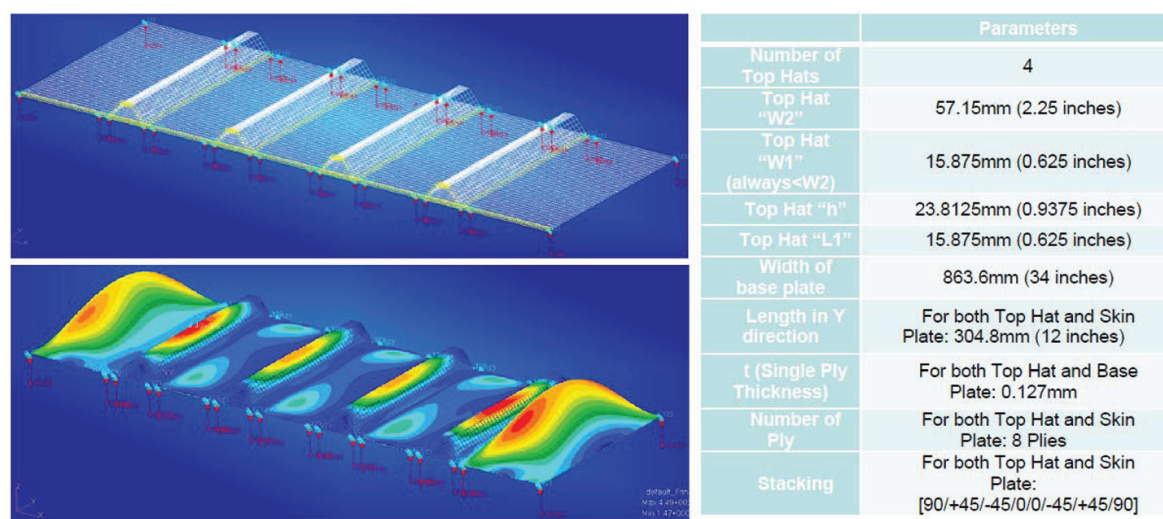 Parameters
Number of
Top Hats
4
Top Hat
"W2"
57.15mm (2.25 inches)
Top Hat
"W1"
(always<W2)
15.875mm (0.625 inches)
Top Hat "h"
23.8125mm (0.9375 inches)
Top Hat "L1"
15.875mm (0.625 inches)
Width of
base plate
863.6mm (34 inches)
Length in Y
direction
For both Top Hat and Skin
Plate: 304.8mm (12 inches)
t (Single Ply
Thickness)
For both Top Hat and Base
Plate: 0.127mm
Number of
Ply
For both Top Hat and Skin
Plate: 8 Plies
Stacking
For both Top Hat and Skin
Plate:
[90/+45/-45/0/0/-45/+45/90]